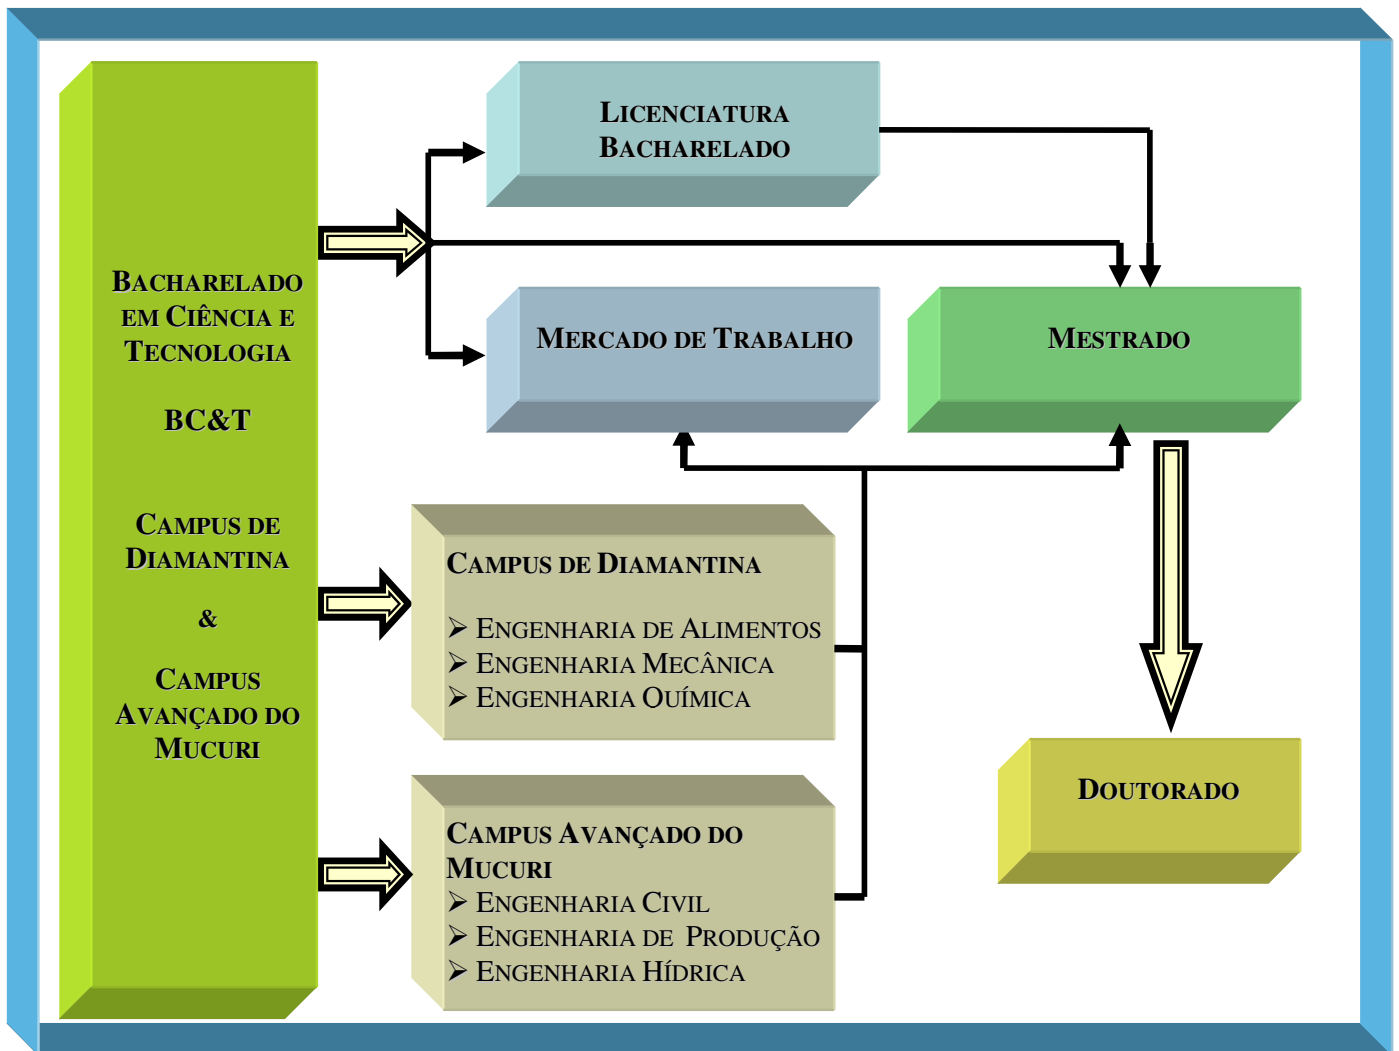 BACHARELADO
EM CIÊNCIA E
TECNOLOGIA
BC&T
CAMPUS DE
DIAMANTINA
&
CAMPUS
AVANÇADO DO
MUCURI
LICENCIATURA
BACHARELADO
MERCADO DE TRABALHO
MESTRADO
CAMPUS DE DIAMANTINA
➢ ENGENHARIA DE ALIMENTOS
➢ ENGENHARIA MECÂNICA
➢ ENGENHARIA QUÍMICA
CAMPUS AVANÇADO DO
MUCURI
➢ ENGENHARIA CIVIL
➢ ENGENHARIA DE PRODUÇÃO
➢ ENGENHARIA HÍDRICA
DOUTORADO